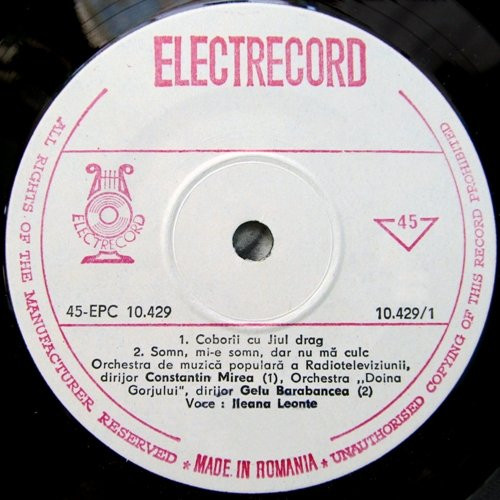 ELECTRECORD
ELECTRECORD
45
45-EPC 10.429
10.429/1
1. Coborii cu Jiul drag
2. Somn, mi-e somn, dar nu mă culc
Orchestra de muzică populară a Radioteleviziunii,
dirijor Constantin Mirea (1), Orchestra ,,Doina
Gorjului", dirijor Gelu Barabancea (2)
Voce : Ileana Leonte
ALL RIGHTS OF THE MANUFACTURER RESERVED ★ MADE IN ROMANIA ★ UNAUTHORISED COPYING OF THIS RECORD PROHIBITED